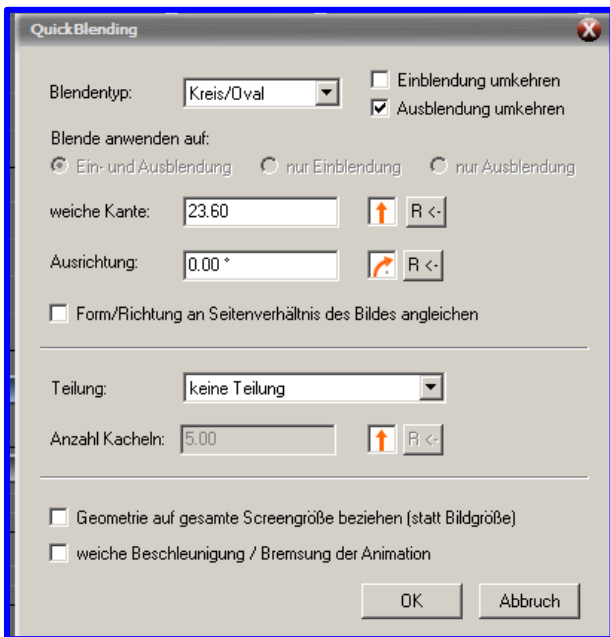 QuickBlending
Blendentyp: Kreis/Oval Einblendung umkehren
Ausblendung umkehren
Blende anwenden auf:
Ein- und Ausblendung nur Einblendung nur Ausblendung
weiche Kante: 23.60 R <-
Ausrichtung: 0.00 ° R <-
Form/Richtung an Seitenverhältnis des Bildes angleichen
Teilung: keine Teilung
Anzahl Kacheln: 5.00 R <-
Geometrie auf gesamte Screengröße beziehen (statt Bildgröße)
weiche Beschleunigung / Bremsung der Animation
OK Abbruch